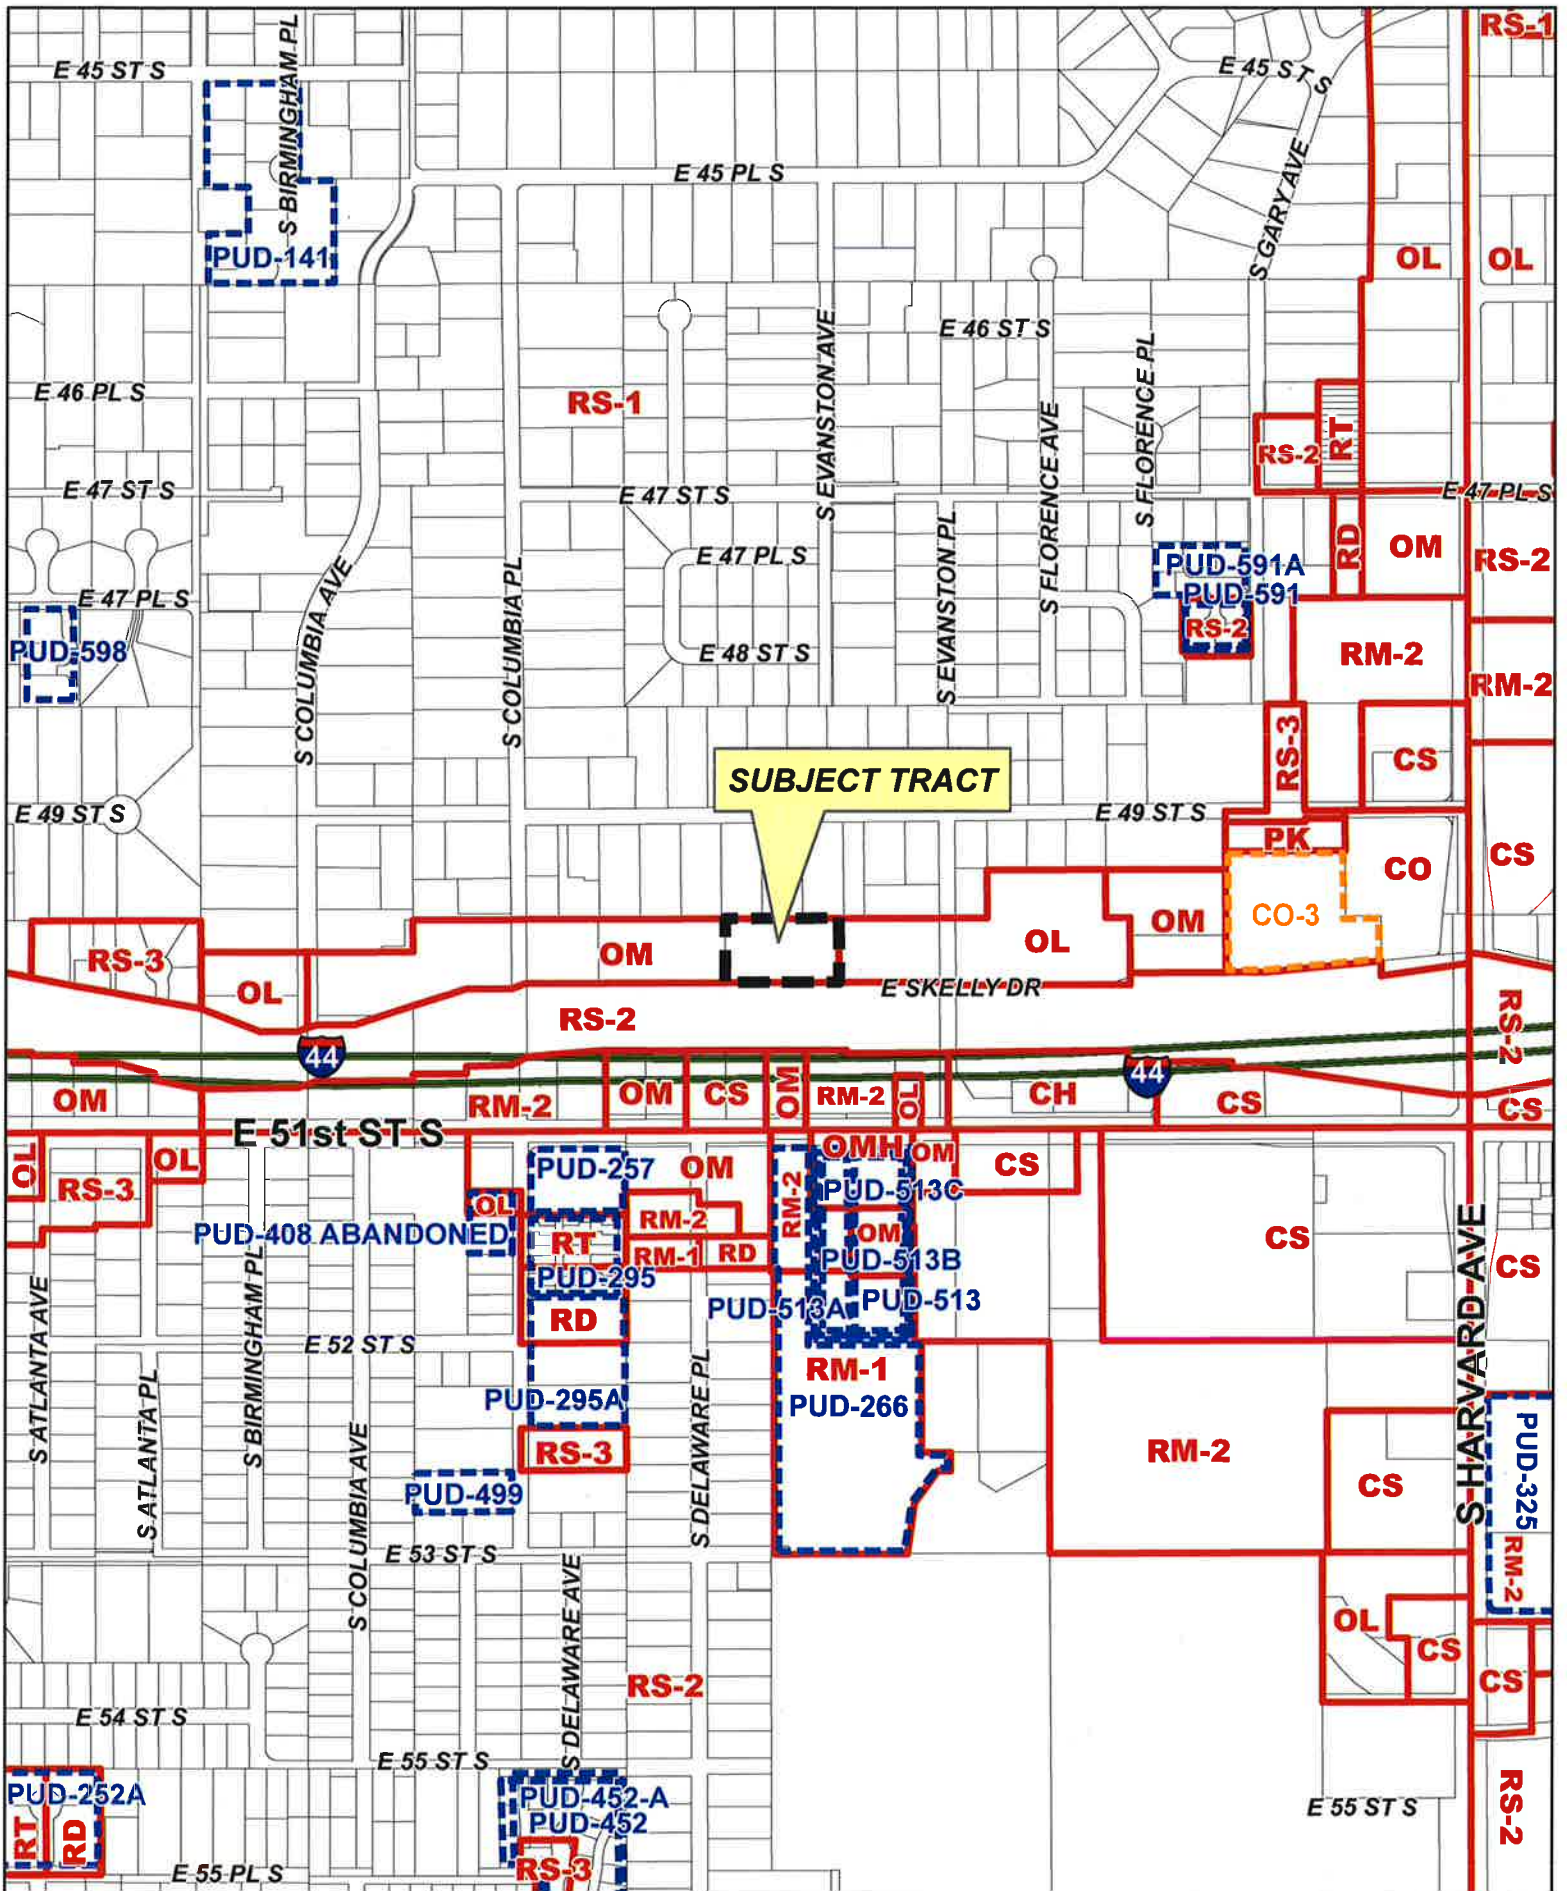 RS-1
E 45 ST S
S BIRMINGHAM PL
E 45 ST S
E 45 PL S
S GARY AVE
PUD-141
OL
OL
E 46 ST S
S EVANSTON AVE
S FLORENCE PL
E 46 PL S
RS-1
S FLORENCE AVE
RT
RS-2
E 47 ST S
E 47 ST S
E 47 PL S
S EVANSTON PL
S COLUMBIA AVE
S COLUMBIA PL
E 47 PL S
RD
OM
RS-2
PUD-591A
PUD-591
E 47 PL S
RS-2
PUD-598
E 48 ST S
RM-2
RM-2
RS-3
CS
SUBJECT TRACT
E 49 ST S
E 49 ST S
PK
CO
CS
CO-3
OM
RS-3
OM
OL
OL
E SKELLY DR
RS-2
RS-2
44
44
OM
RM-2
OM
CS
OM
RM-2
OL
CH
CS
CS
E 51st ST S
OL
RS-3
OL
PUD-257
OM
RM-2
OMH
OM
CS
PUD-513C
OL
RM-2
PUD-408 ABANDONED
RT
RM-1
RD
OM
PUD-513B
CS
CS
PUD-295
PUD-513A
PUD-513
RD
S HARVARD AVE
S ATLANTA AVE
S BIRMINGHAM PL
E 52 ST S
S ATLANTA PL
S DELAWARE PL
RM-1
PUD-295A
PUD-266
S COLUMBIA AVE
RS-3
RM-2
CS
PUD-325
PUD-499
E 53 ST S
RM-2
S DELAWARE AVE
OL
CS
CS
RS-2
E 54 ST S
E 55 ST S
PUD-252A
PUD-452-A
PUD-452
E 55 ST S
RS-2
RT
RD
E 55 PL S
RS-3